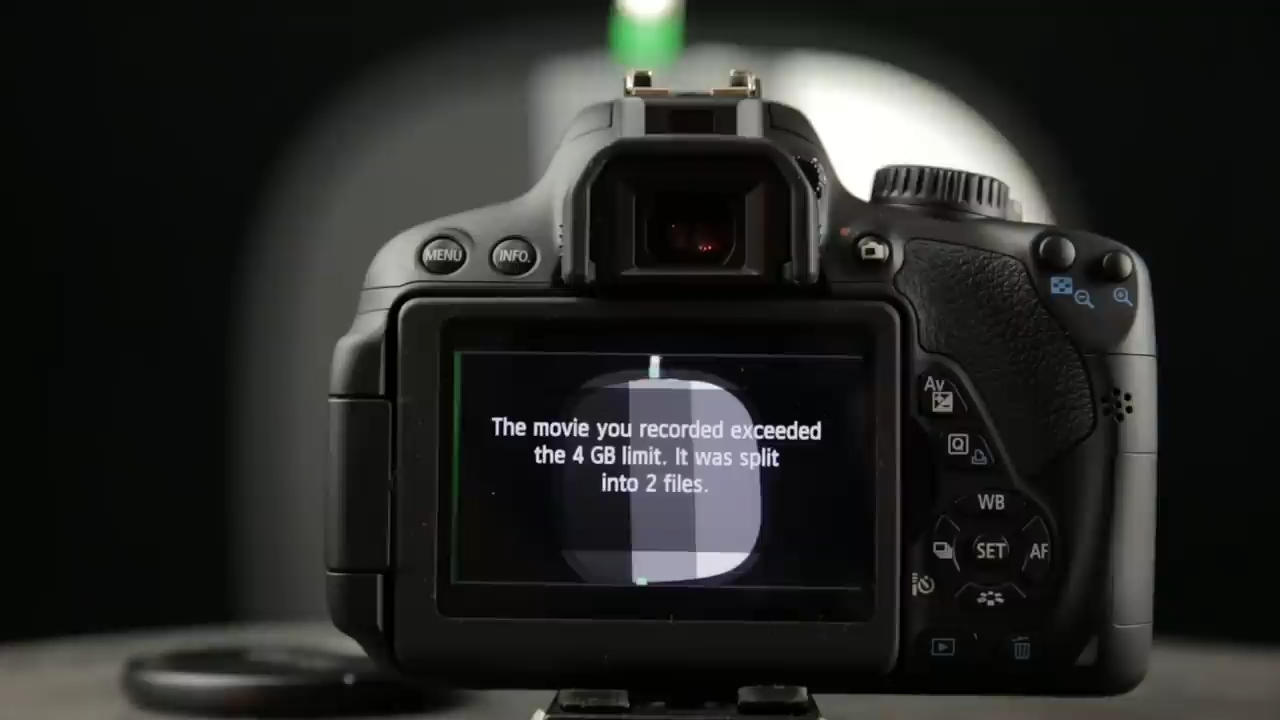 MENU
INFO.
The movie you recorded exceeded
the 4 GB limit. It was split
into 2 files.
Av
Q
WB
SET
AF